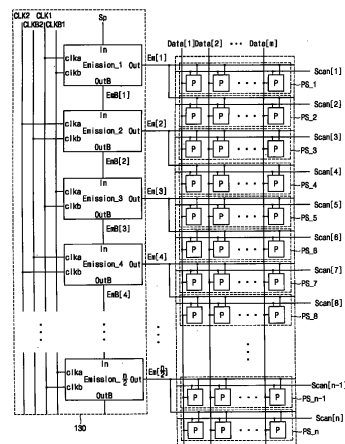 CLK2 CLK1
CLKB2 CLKB1
Sp
Data[1] Data[2] ··· Data[m]
In
clka
Emission_1 Out
clkb
OutB
Em[1]
EmB[1]
P P P
Scan[1]
PS_1
P P P
Scan[2]
PS_2
In
clka
Emission_2 Out
clkb
OutB
Em[2]
EmB[2]
P P P
Scan[3]
PS_3
P P P
Scan[4]
PS_4
In
clka
Emission_3 Out
clkb
OutB
Em[3]
EmB[3]
P P P
Scan[5]
PS_5
P P P
Scan[6]
PS_6
In
clka
Emission_4 Out
clkb
OutB
Em[4]
EmB[4]
P P P
Scan[7]
PS_7
P P P
Scan[8]
PS_8
In
clka
Emission_n/2 Out
clkb
OutB
Em[n/2]
P P P
Scan[n-1]
PS_n-1
P P P
Scan[n]
PS_n
130